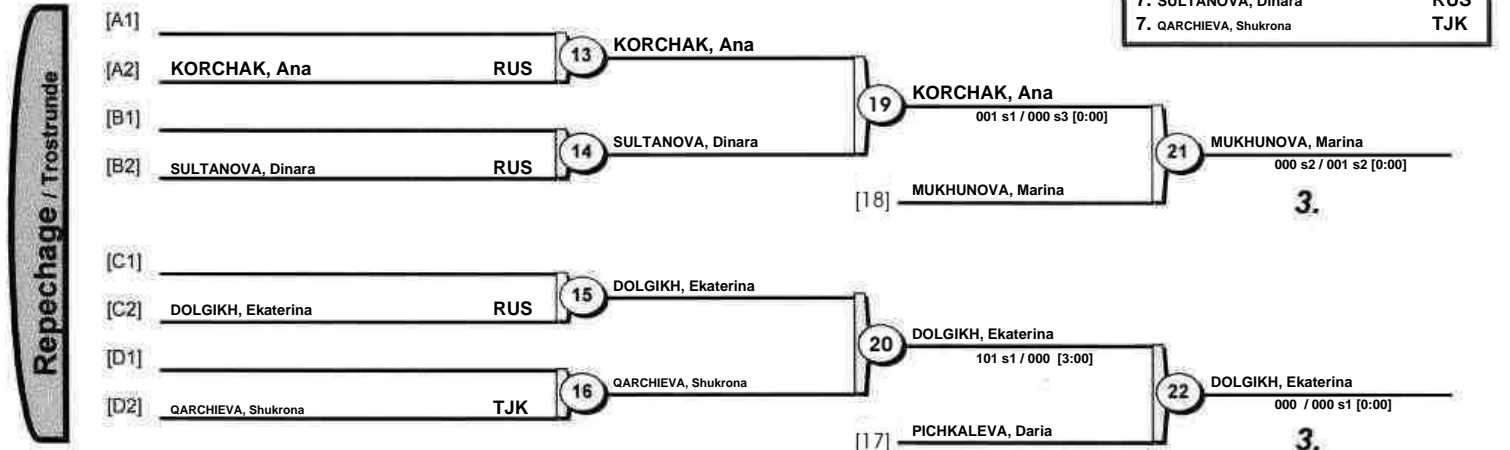 7. SULTANOVA, Dinara RUS
7. QARCHIEVA, Shukrona TJK
Repechage / Trostrunde
[A1]
[A2] KORCHAK, Ana RUS
13 KORCHAK, Ana
[B1]
[B2] SULTANOVA, Dinara RUS
14 SULTANOVA, Dinara
19 KORCHAK, Ana
001 s1 / 000 s3 [0:00]
[18] MUKHUNOVA, Marina
21 MUKHUNOVA, Marina
000 s2 / 001 s2 [0:00]
3.
[C1]
[C2] DOLGIKH, Ekaterina RUS
15 DOLGIKH, Ekaterina
[D1]
[D2] QARCHIEVA, Shukrona TJK
16 QARCHIEVA, Shukrona
20 DOLGIKH, Ekaterina
101 s1 / 000 [3:00]
[17] PICHKALEVA, Daria
22 DOLGIKH, Ekaterina
000 / 000 s1 [0:00]
3.